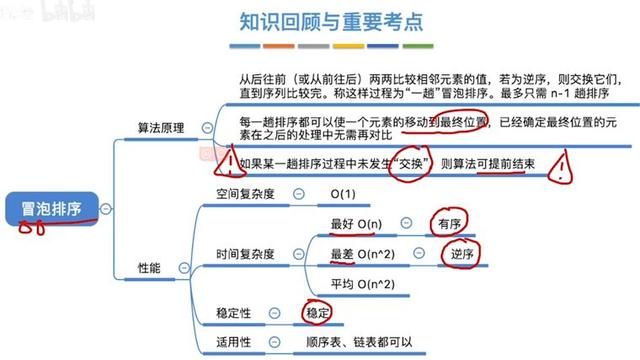 知识回顾与重要考点
从后往前（或从前往后）两两比较相邻元素的值，若为逆序，则交换它们，
直到序列比较完。称这样过程为“一趟”冒泡排序。最多只需 n-1 趟排序
算法原理
每一趟排序都可以使一个元素的移动到最终位置，已经确定最终位置的元
素在之后的处理中无需再对比
如果某一趟排序过程中未发生“交换” 则算法可提前结束
冒泡排序
空间复杂度
O(1)
最好 O(n)
有序
时间复杂度
最差 O(n^2)
逆序
性能
平均 O(n^2)
稳定性
稳定
适用性
顺序表、链表都可以